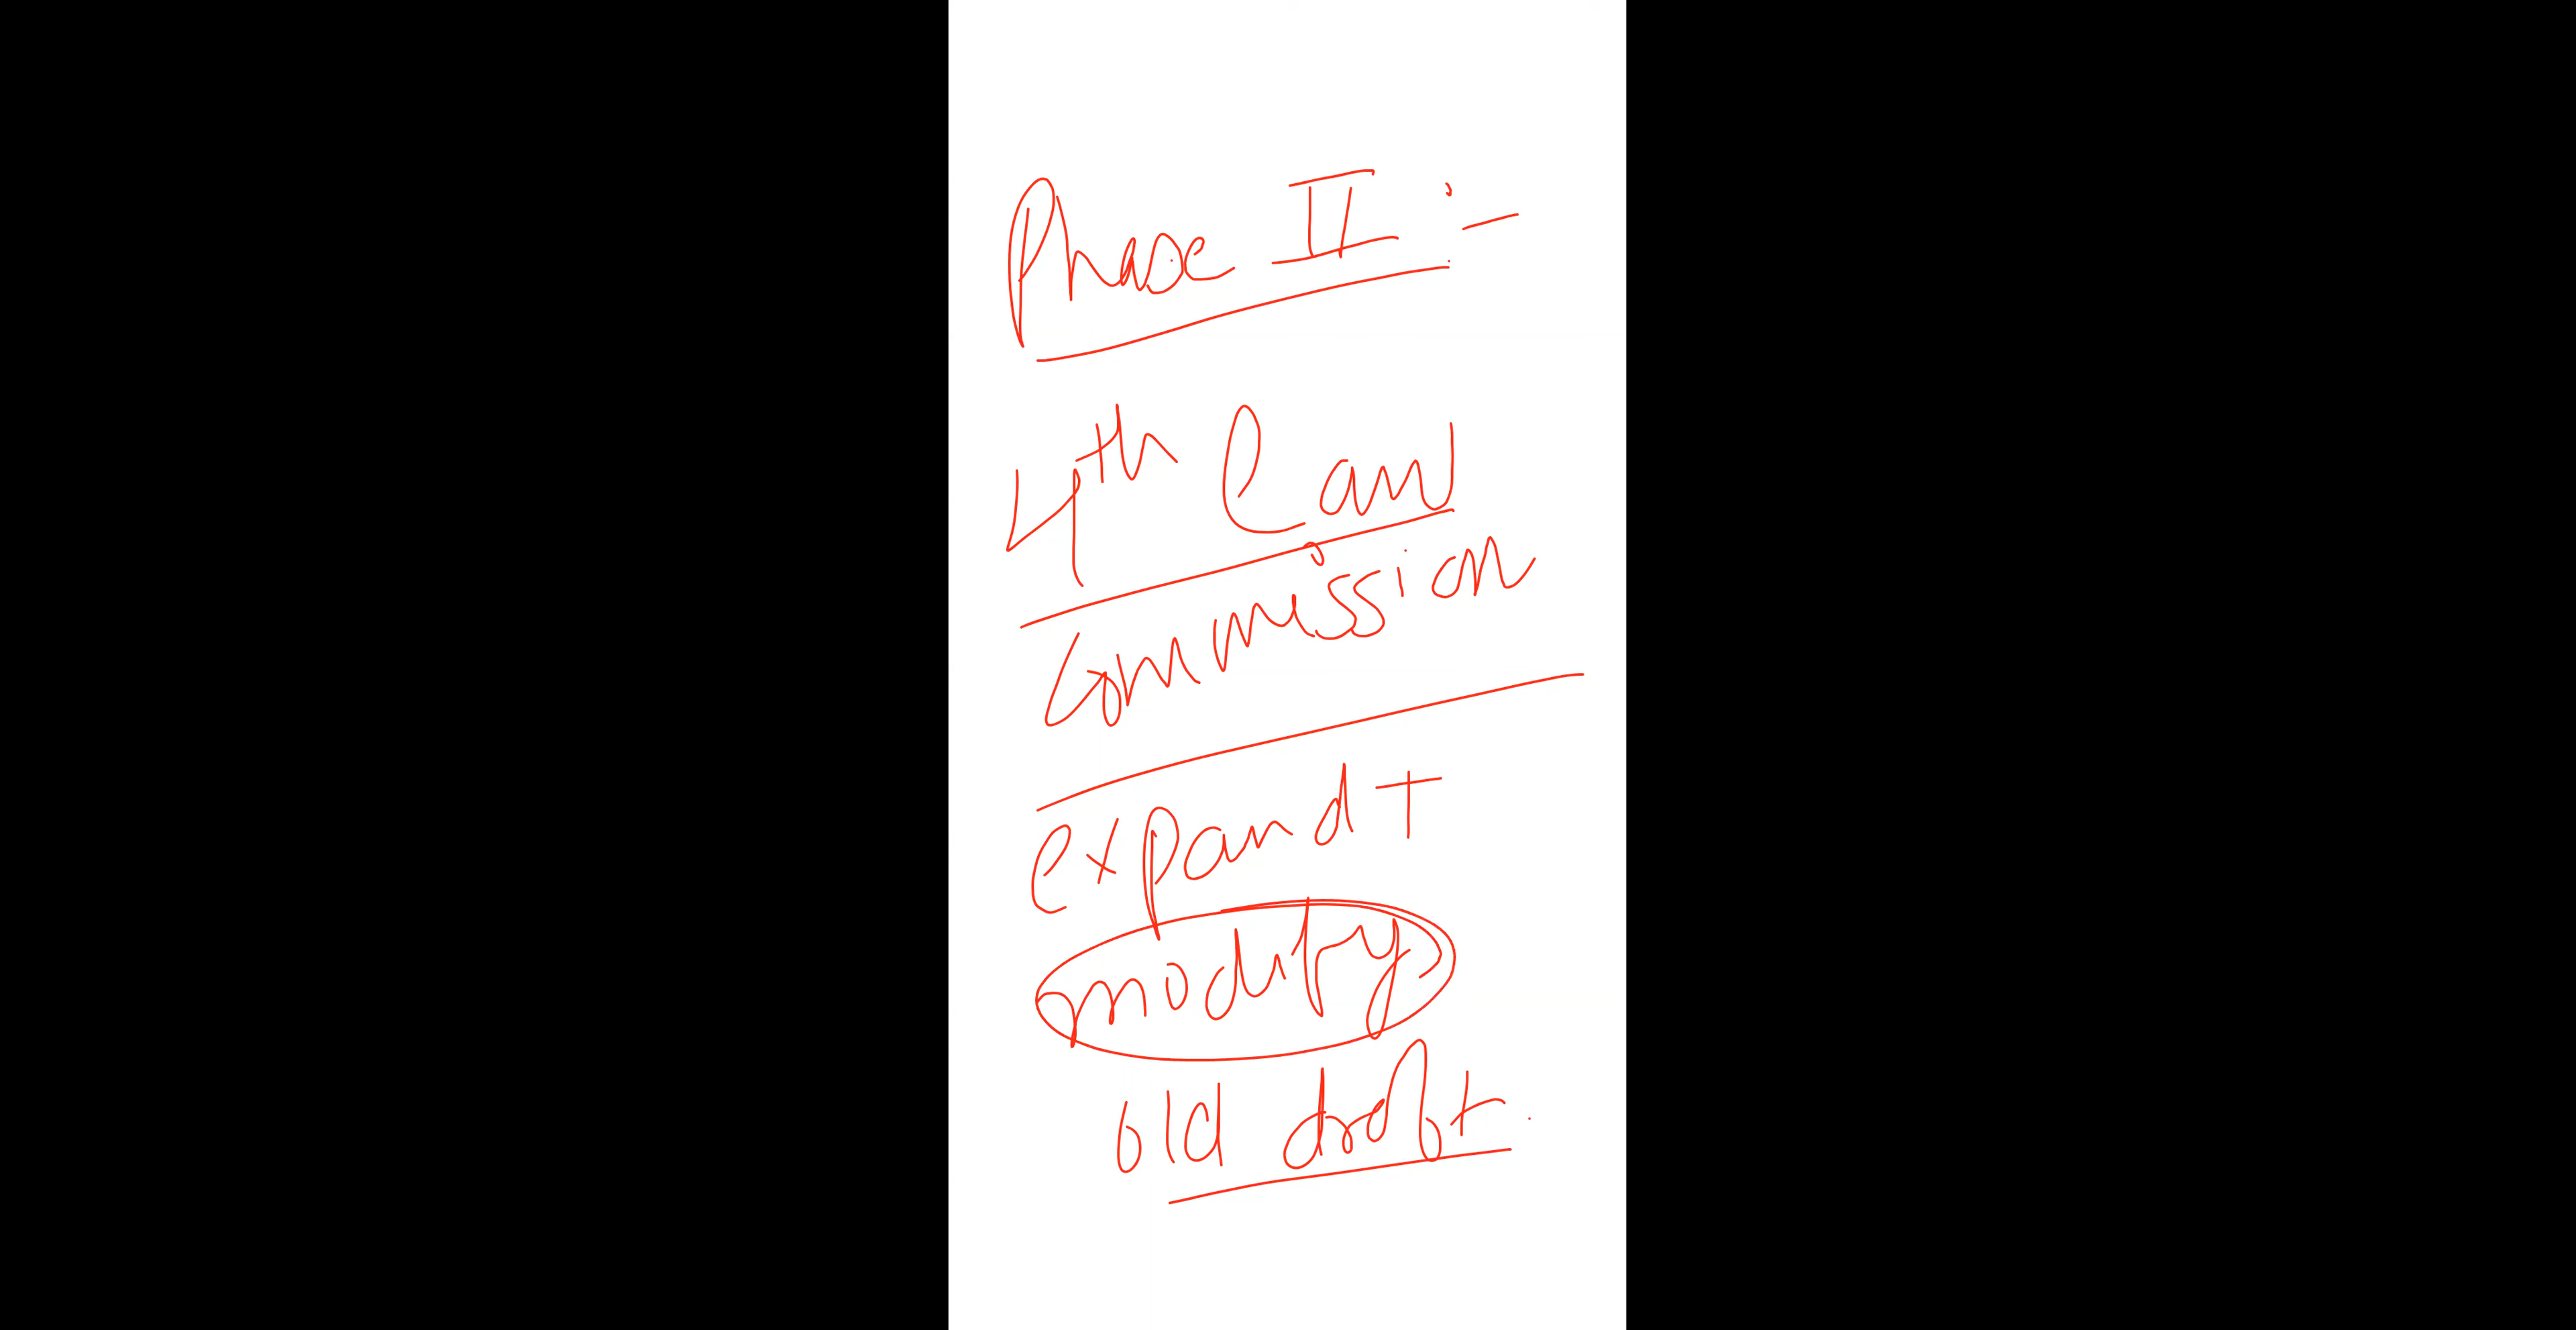 Phase II :-
4th Law
Commission
expand +
modify
old draft.